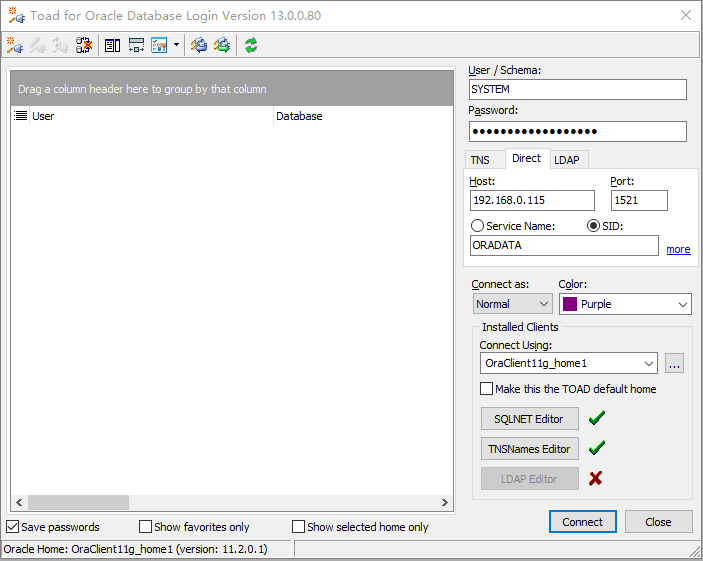 Toad for Oracle Database Login Version 13.0.0.80
Drag a column header here to group by that column
User Database
User / Schema:
SYSTEM
Password:
••••••••••••••••••
TNS Direct LDAP
Host: Port:
192.168.0.115 1521
Service Name: SID:
ORADATA
more
Connect as: Color:
Normal Purple
Installed Clients
Connect Using:
OraClient11g_home1
...
Make this the TOAD default home
SQLNET Editor
TNSNames Editor
LDAP Editor
Save passwords Show favorites only Show selected home only
Connect Close
Oracle Home: OraClient11g_home1 (version: 11.2.0.1)